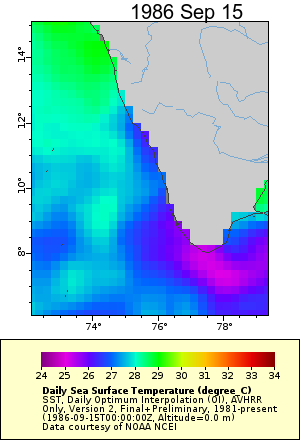 1986 Sep 15
14°
12°
10°
8°
74° 76° 78°
24 25 26 27 28 29 30 31 32 33 34
Daily Sea Surface Temperature (degree_C)
SST, Daily Optimum Interpolation (OI), AVHRR
Only, Version 2, Final+Preliminary, 1981-present
(1986-09-15T00:00:00Z, Altitude=0.0 m)
Data courtesy of NOAA NCEI